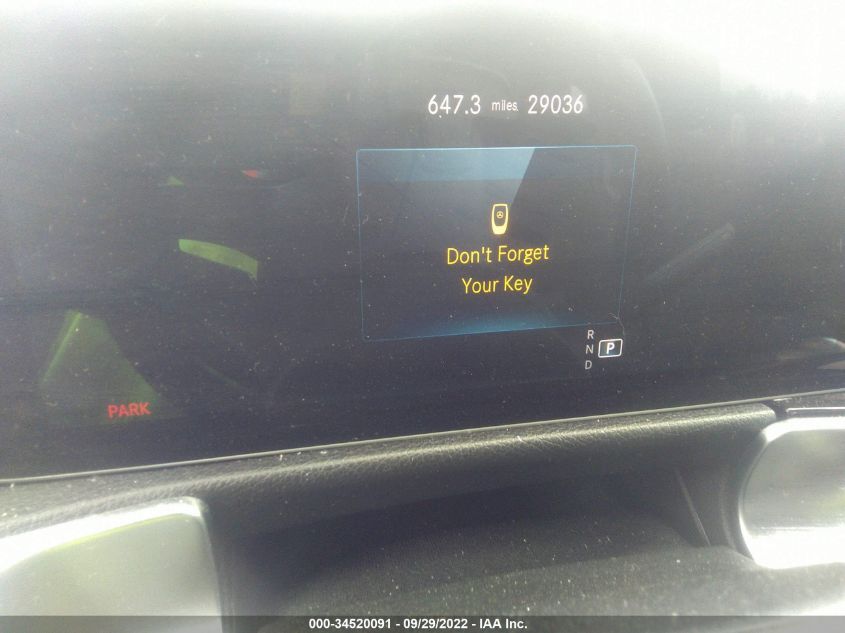 647.3 miles. 29036
Don't Forget
Your Key
R
N P
D
PARK
000-34520091 - 09/29/2022 - IAA Inc.